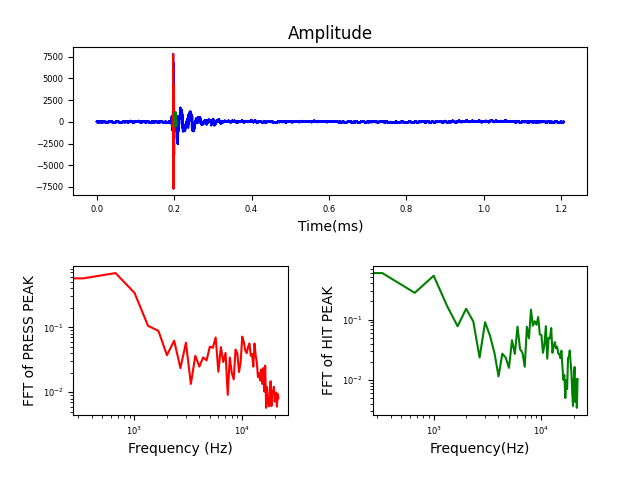 Amplitude
7500
5000
2500
0
−2500
−5000
−7500
0.0 0.2 0.4 0.6 0.8 1.0 1.2
Time(ms)
FFT of PRESS PEAK
10⁻¹
10⁻²
10³ 10⁴
Frequency (Hz)
FFT of HIT PEAK
10⁻¹
10⁻²
10³ 10⁴
Frequency(Hz)